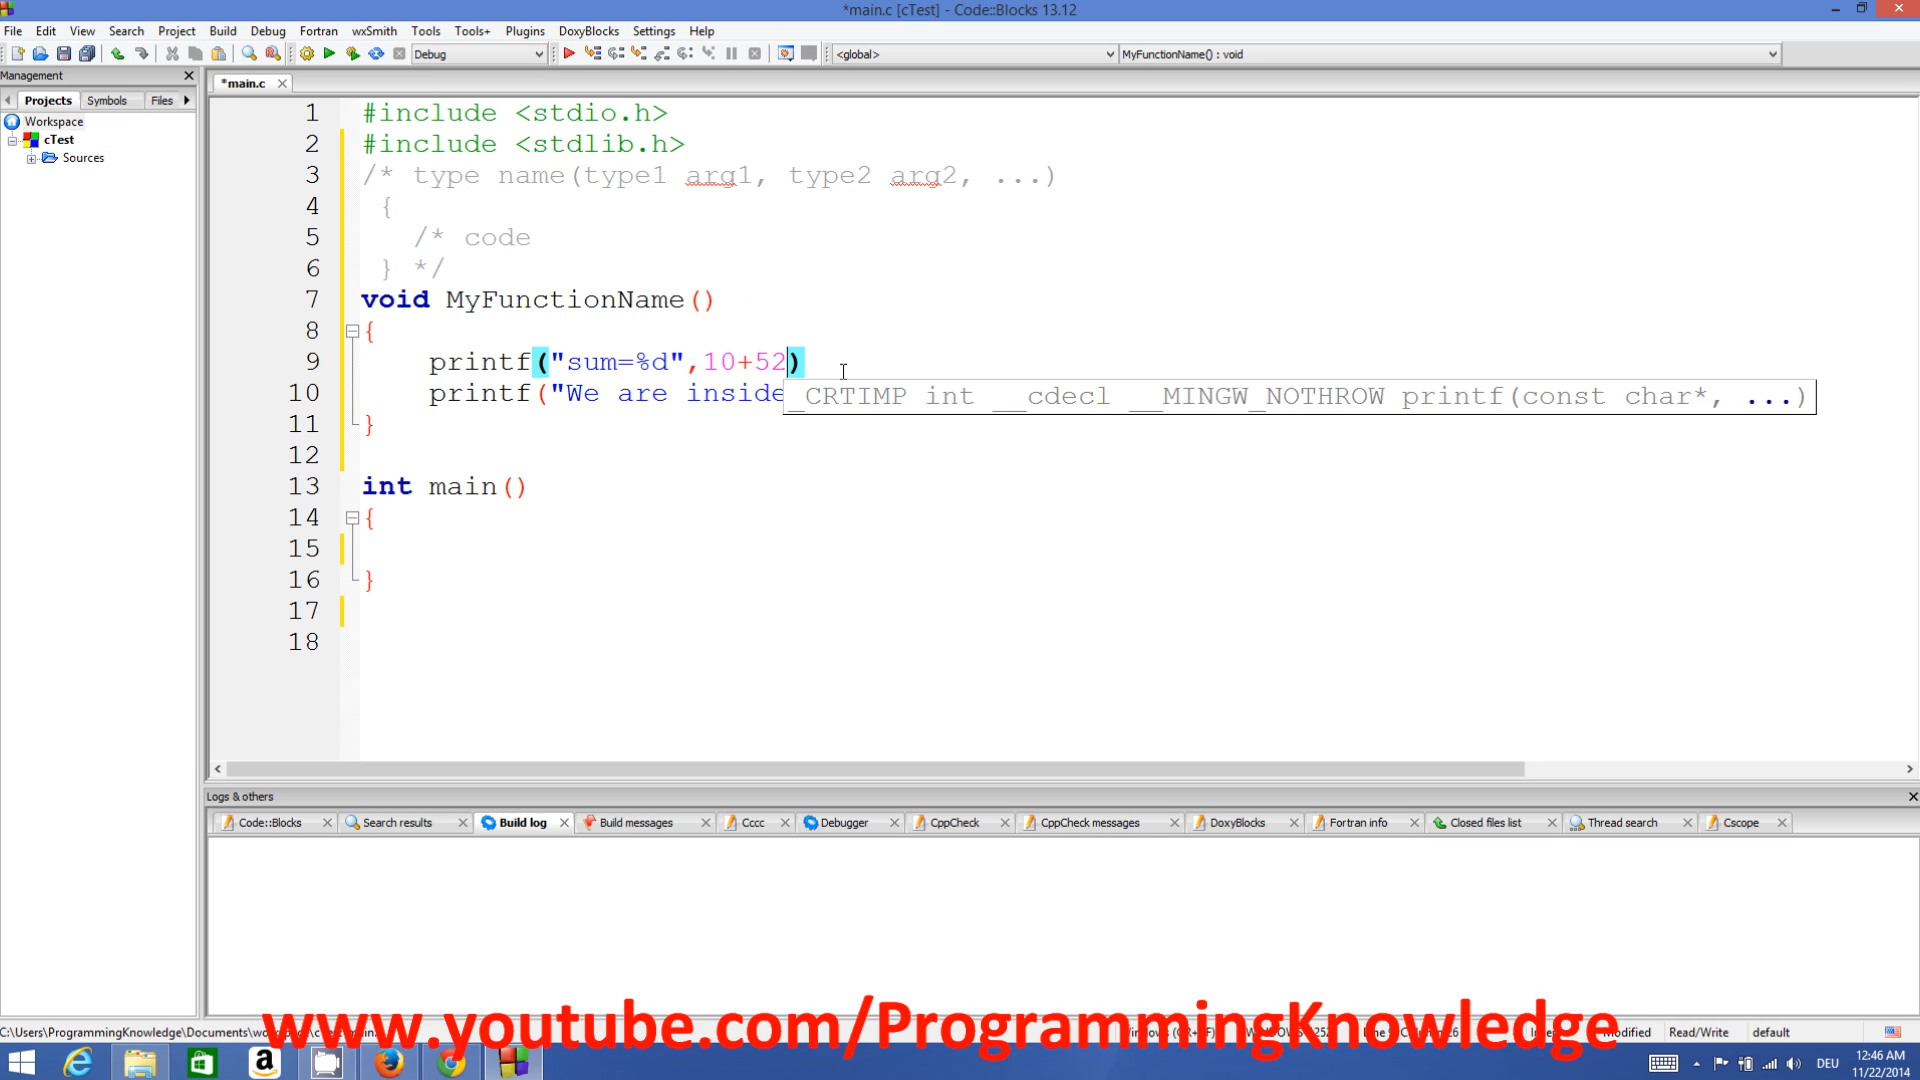 *main.c [cTest] - Code::Blocks 13.12
File Edit View Search Project Build Debug Fortran wxSmith Tools Tools+ Plugins DoxyBlocks Settings Help
Debug <global> MyFunctionName() : void
Management
*main.c
Projects Symbols Files
Workspace
cTest
Sources
1 #include <stdio.h>
2 #include <stdlib.h>
3 /* type name(type1 arg1, type2 arg2, ...)
4 {
5 /* code
6 } */
7 void MyFunctionName()
8 {
9 printf("sum=%d",10+52)
10 printf("We are inside
_CRTIMP int __cdecl __MINGW_NOTHROW printf(const char*, ...)
11 }
12
13 int main()
14 {
15
16 }
17
18
Logs & others
Code::Blocks Search results Build log Build messages Cccc Debugger CppCheck CppCheck messages DoxyBlocks Fortran info Closed files list Thread search Cscope
www.youtube.com/ProgrammingKnowledge
C:\Users\ProgrammingKnowledge\Documents\wor Modified Read/Write default
DEU 12:46 AM
11/22/2014